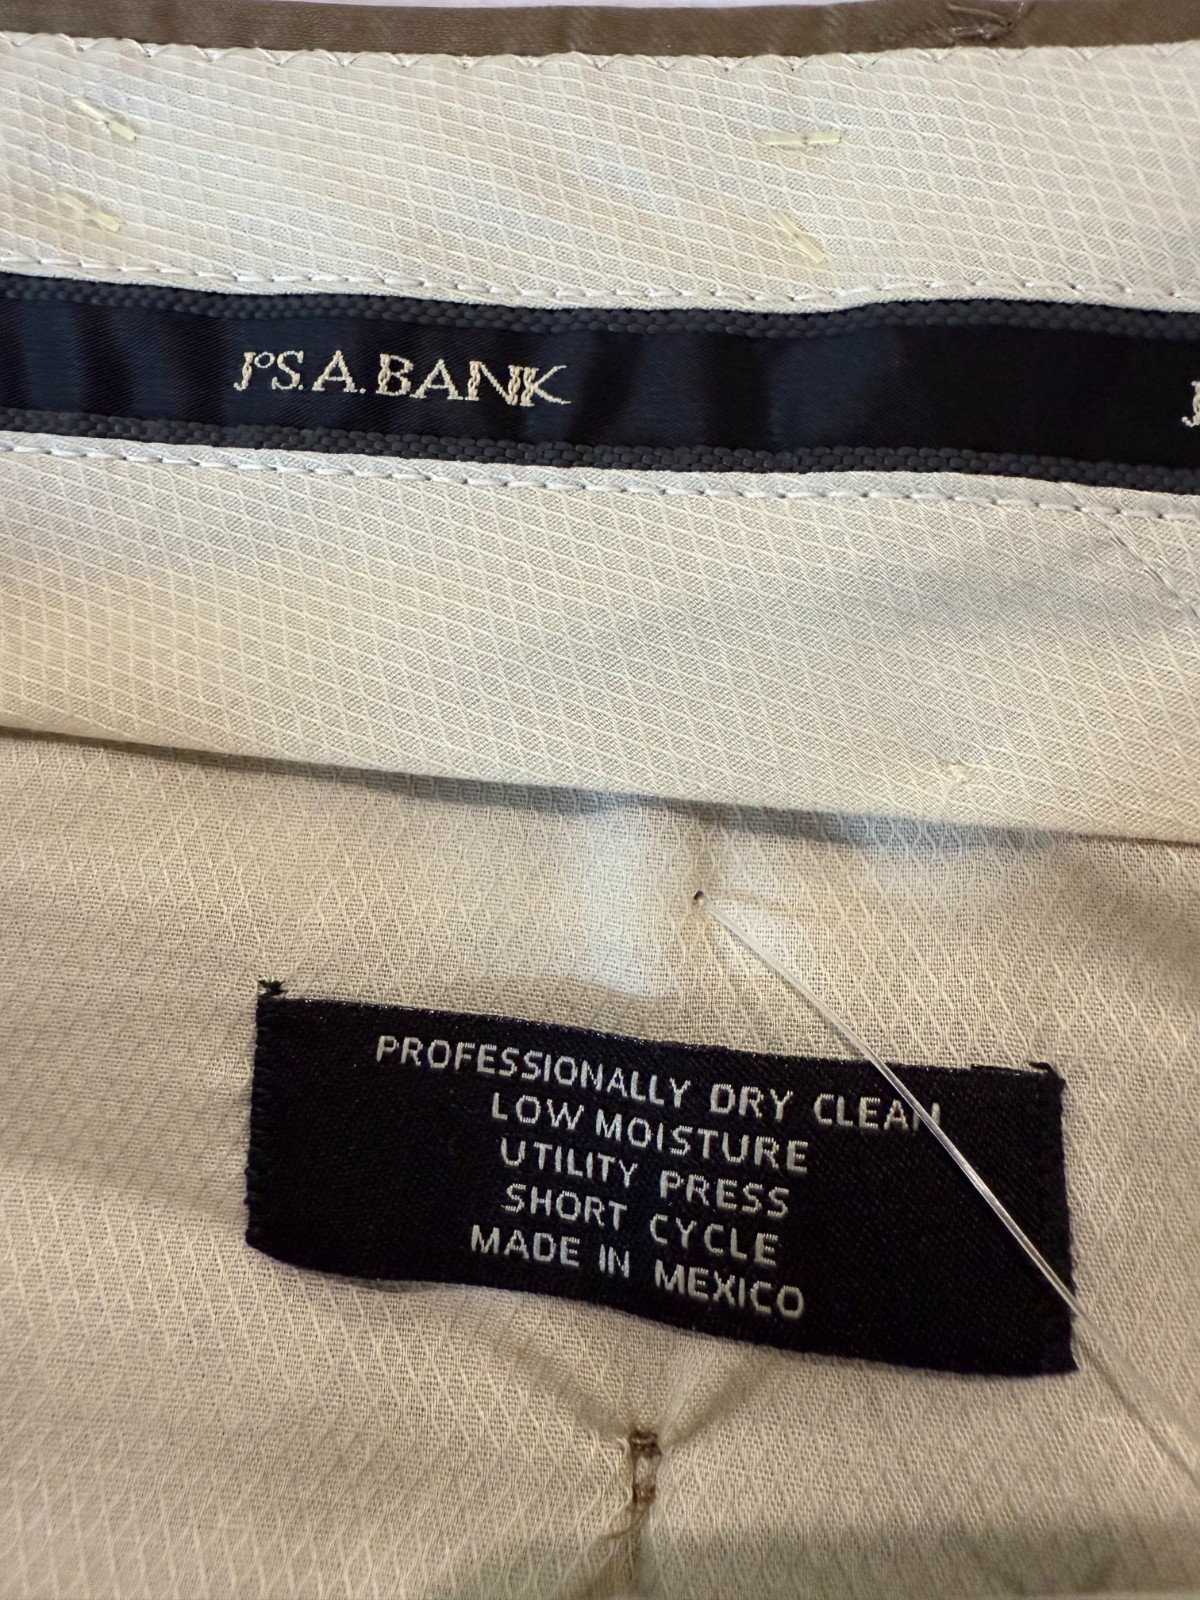 JoS.A.BANK
PROFESSIONALLY DRY CLEAN
LOW MOISTURE
UTILITY PRESS
SHORT CYCLE
MADE IN MEXICO